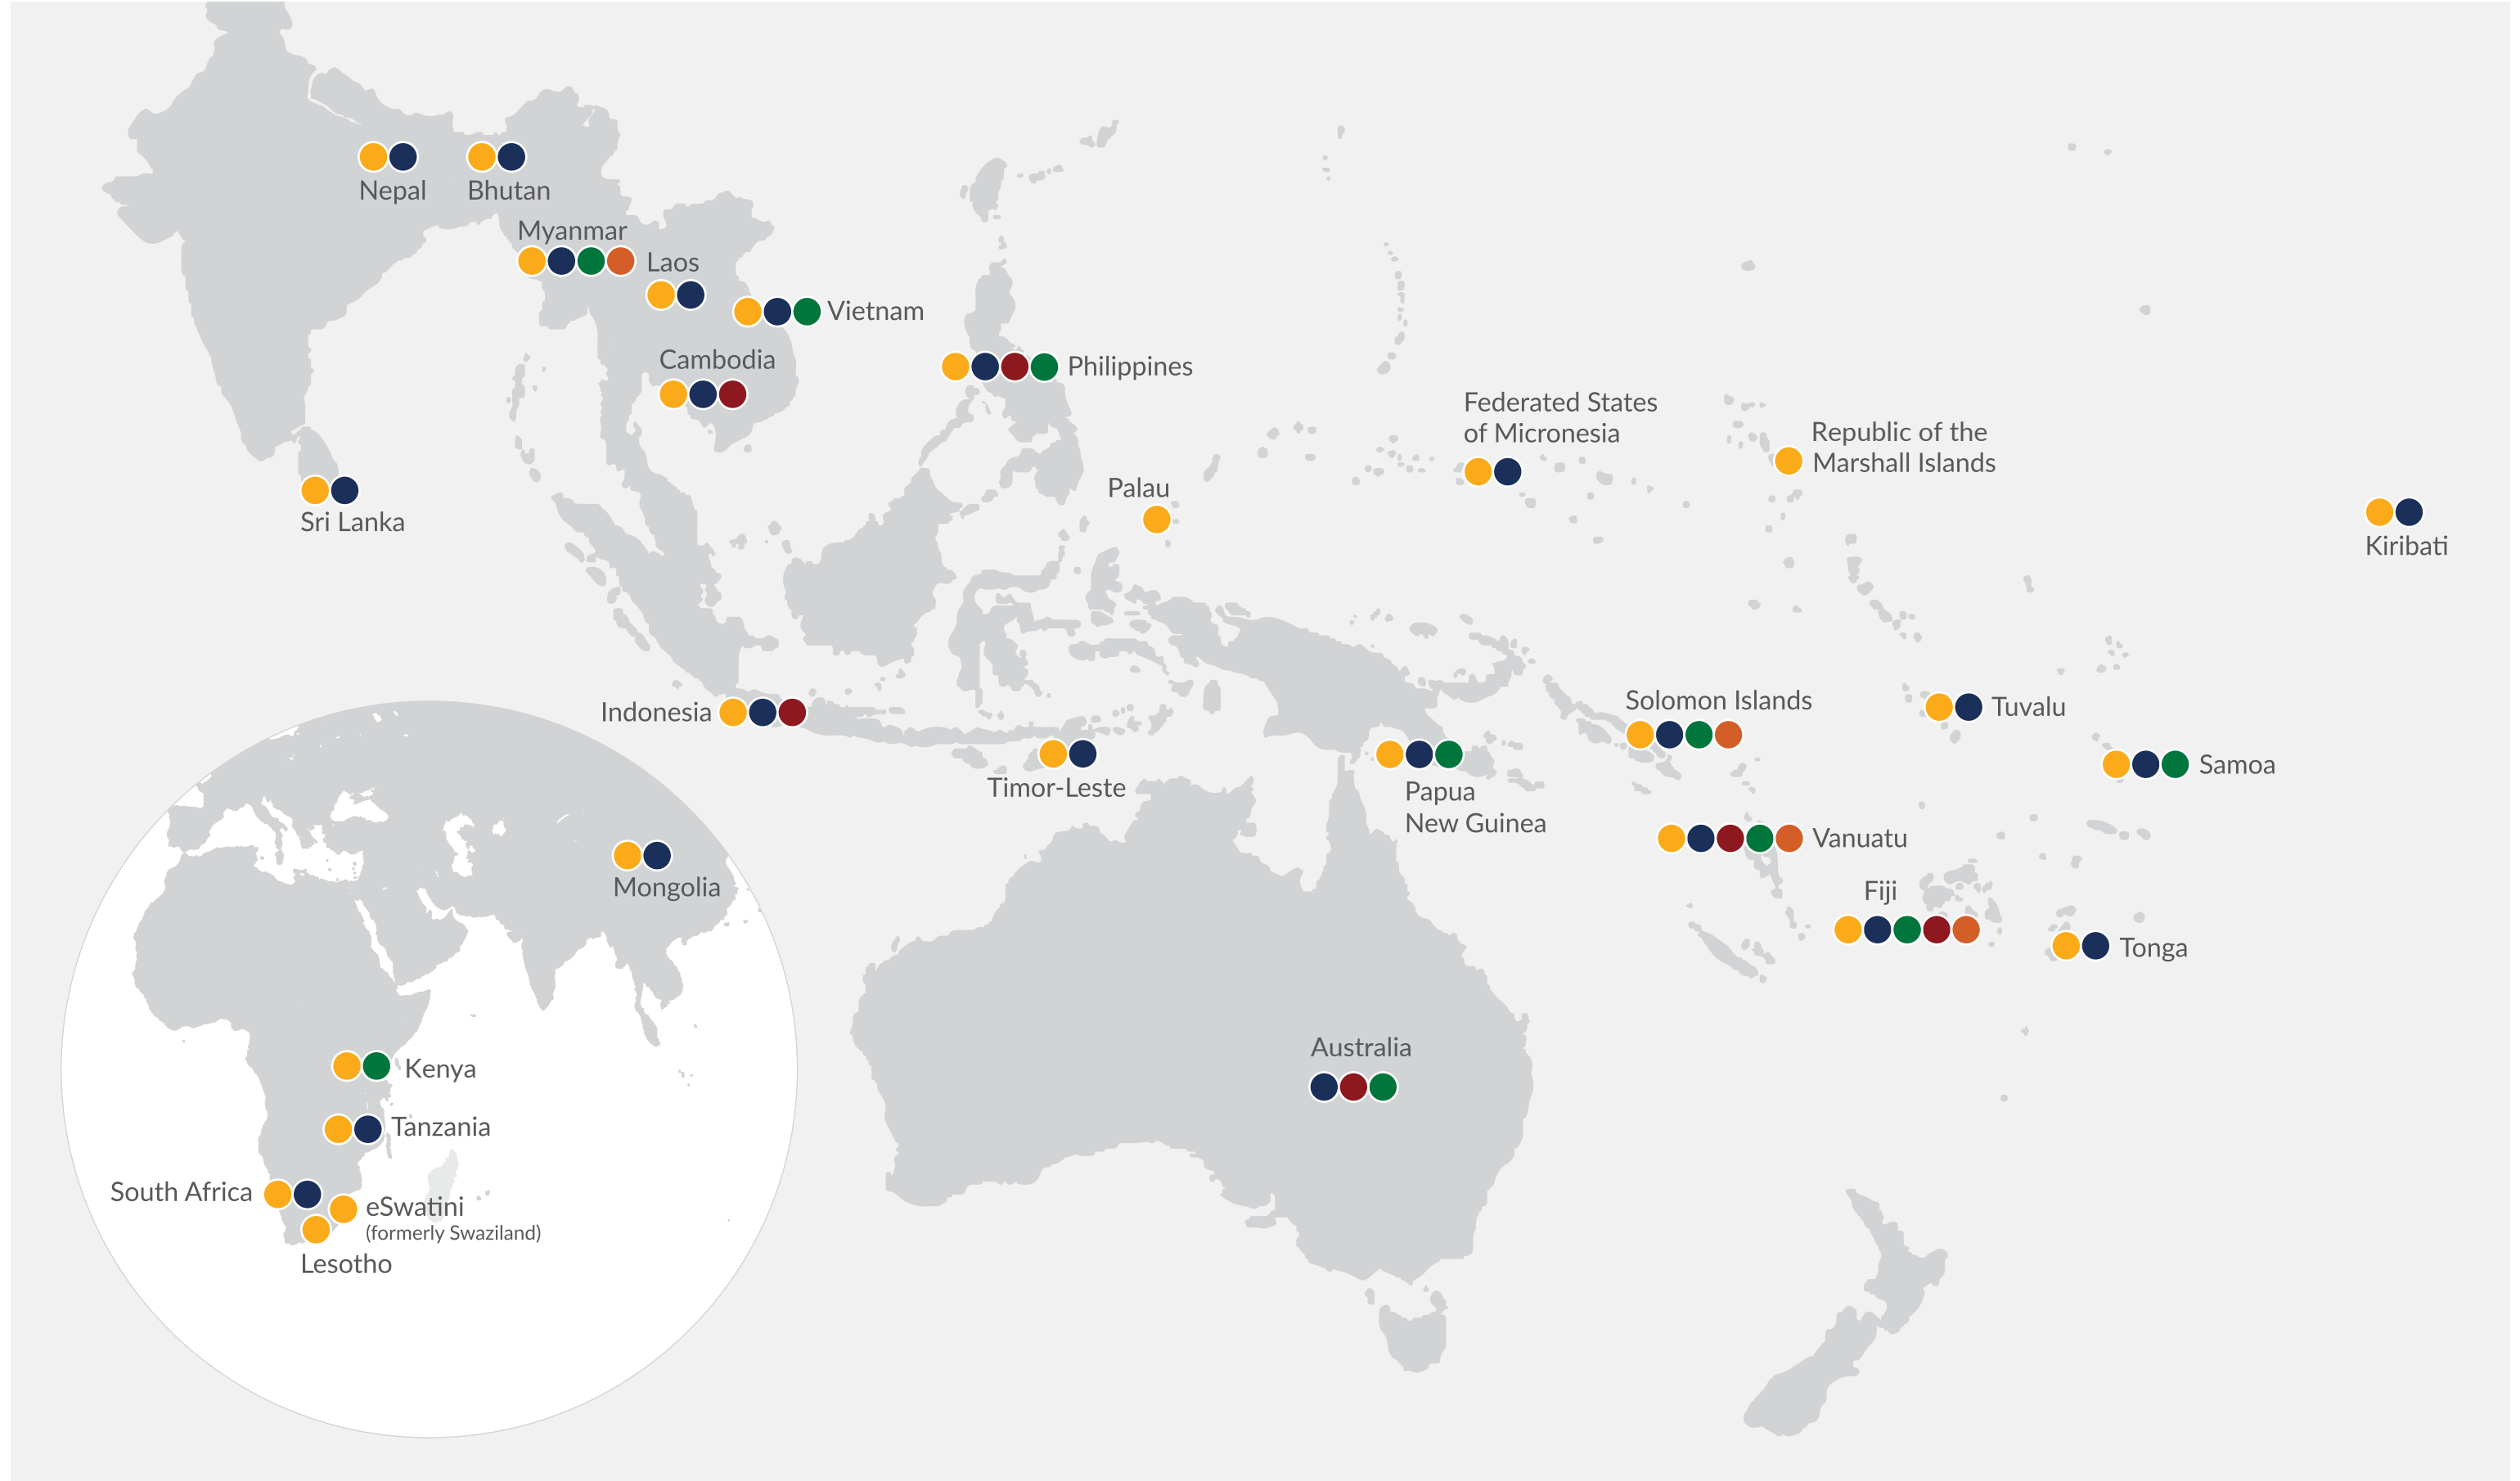 Nepal
Bhutan
Myanmar
Laos
Vietnam
Cambodia
Philippines
Federated States
of Micronesia
Republic of the
Marshall Islands
Palau
Sri Lanka
Kiribati
Indonesia
Solomon Islands
Tuvalu
Timor-Leste
Samoa
Papua
New Guinea
Vanuatu
Fiji
Tonga
Mongolia
Australia
Kenya
Tanzania
South Africa
eSwatini
(formerly Swaziland)
Lesotho